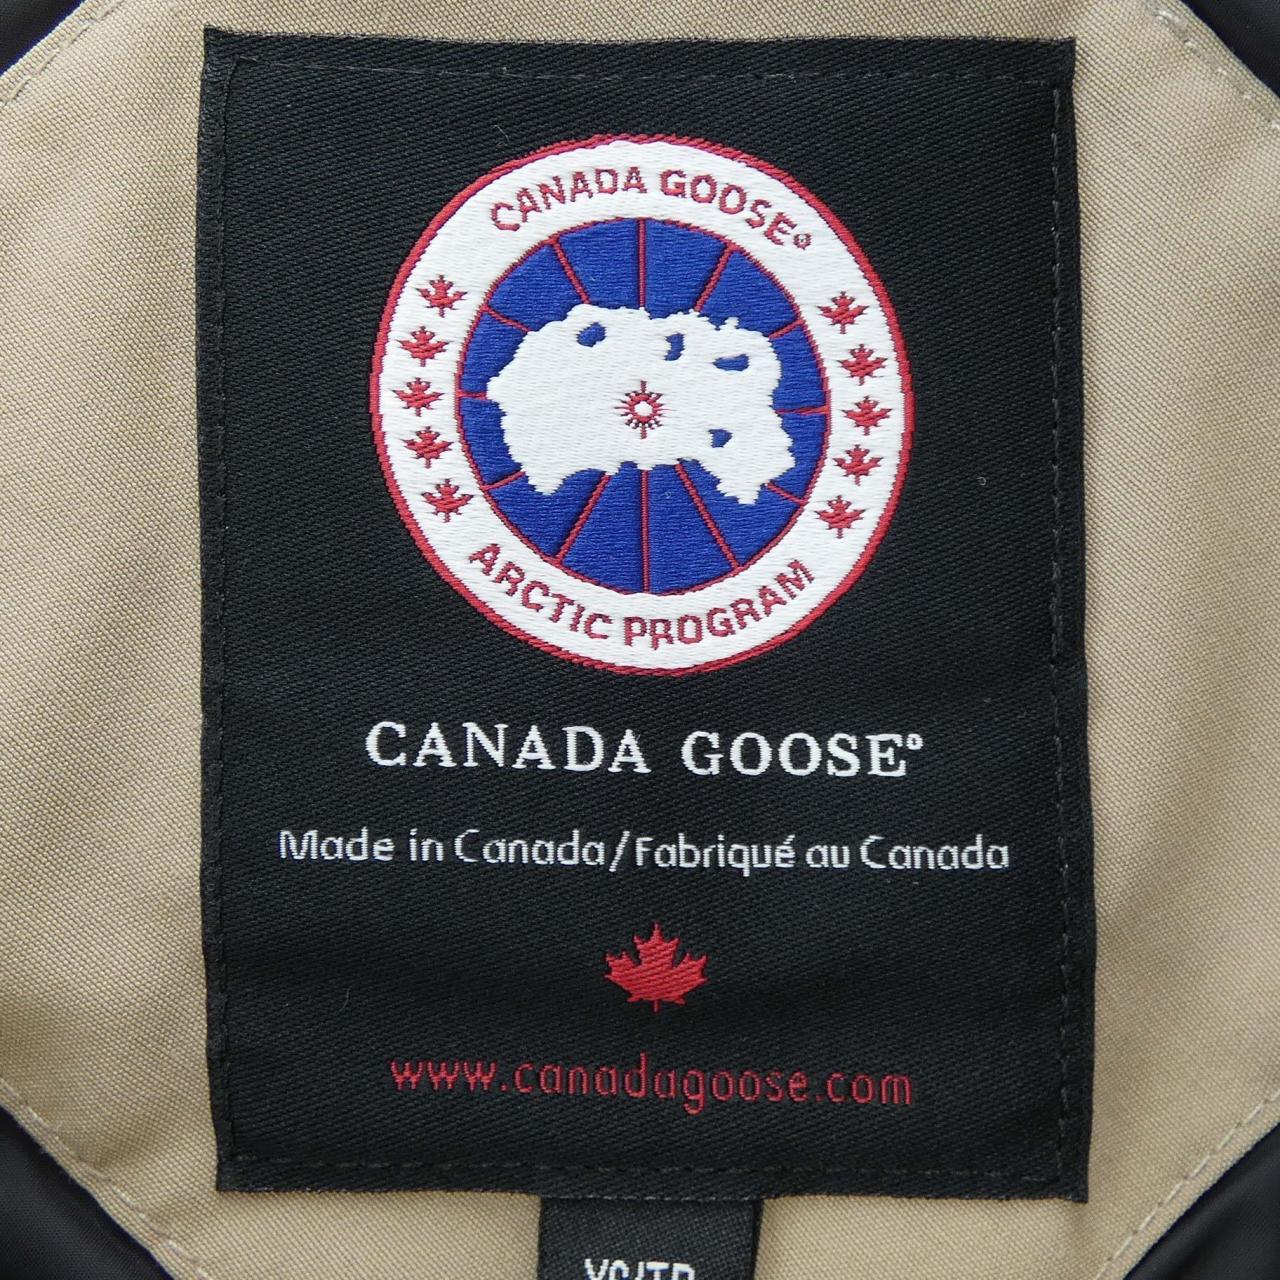 CANADA GOOSE®
ARCTIC PROGRAM
CANADA GOOSE®
Made in Canada/Fabriqué au Canada
www.canadagoose.com